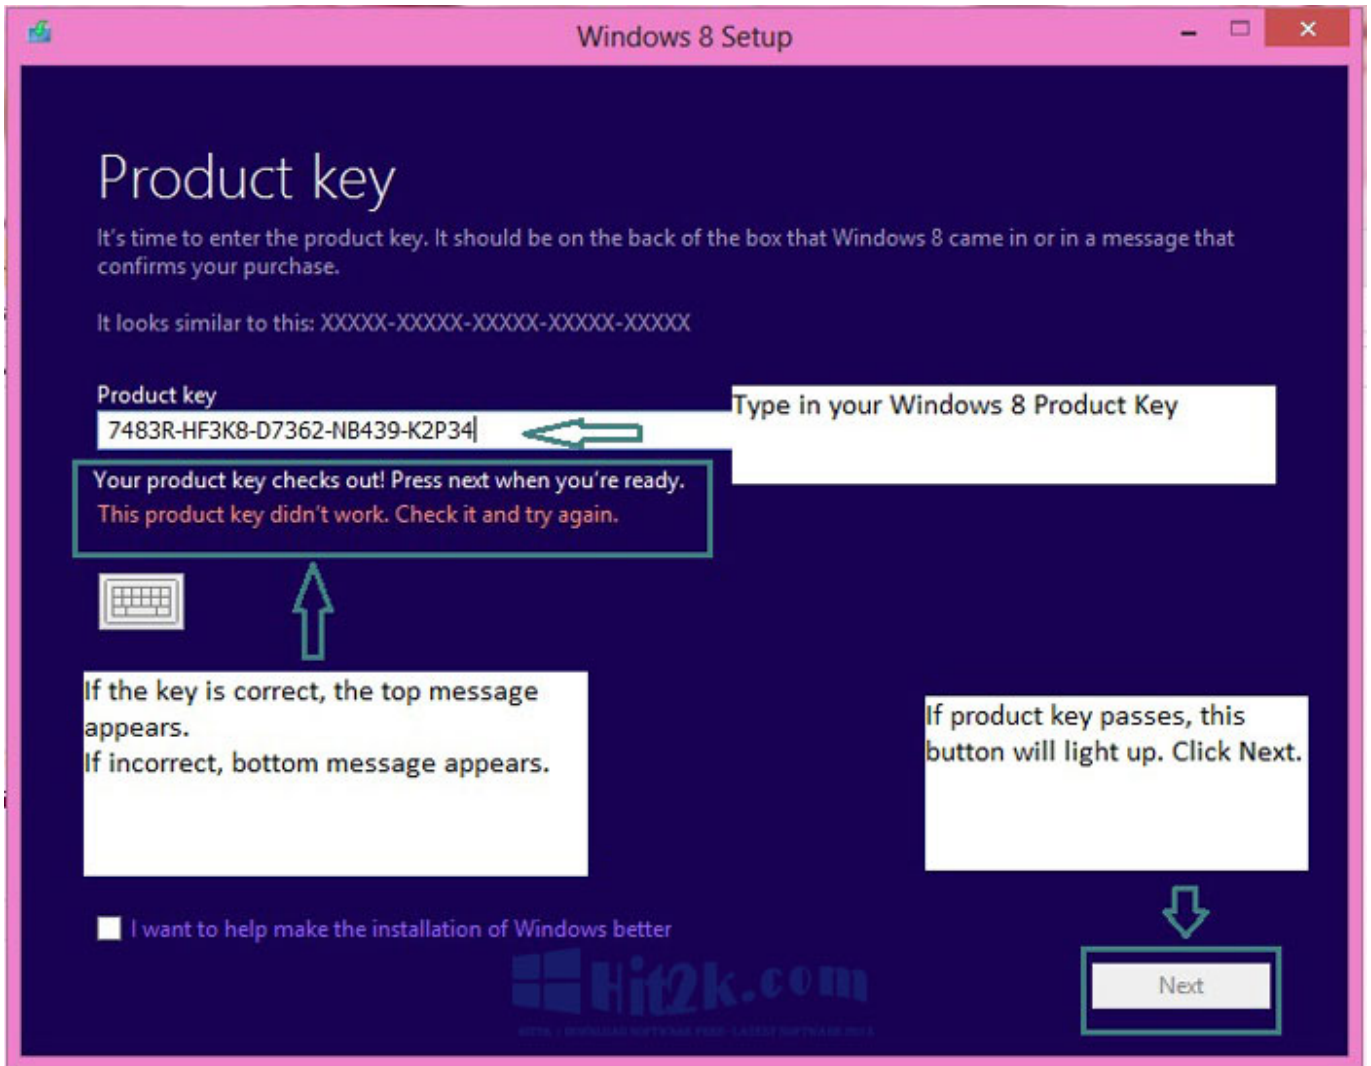 Windows 8 Setup
Product key
It's time to enter the product key. It should be on the back of the box that Windows 8 came in or in a message that
confirms your purchase.
It looks similar to this: XXXXX-XXXXX-XXXXX-XXXXX-XXXXX
Product key
7483R-HF3K8-D7362-NB439-K2P34
Type in your Windows 8 Product Key
Your product key checks out! Press next when you're ready.
This product key didn't work. Check it and try again.
If the key is correct, the top message
appears.
If incorrect, bottom message appears.
If product key passes, this
button will light up. Click Next.
I want to help make the installation of Windows better
Hit2k.com
Next